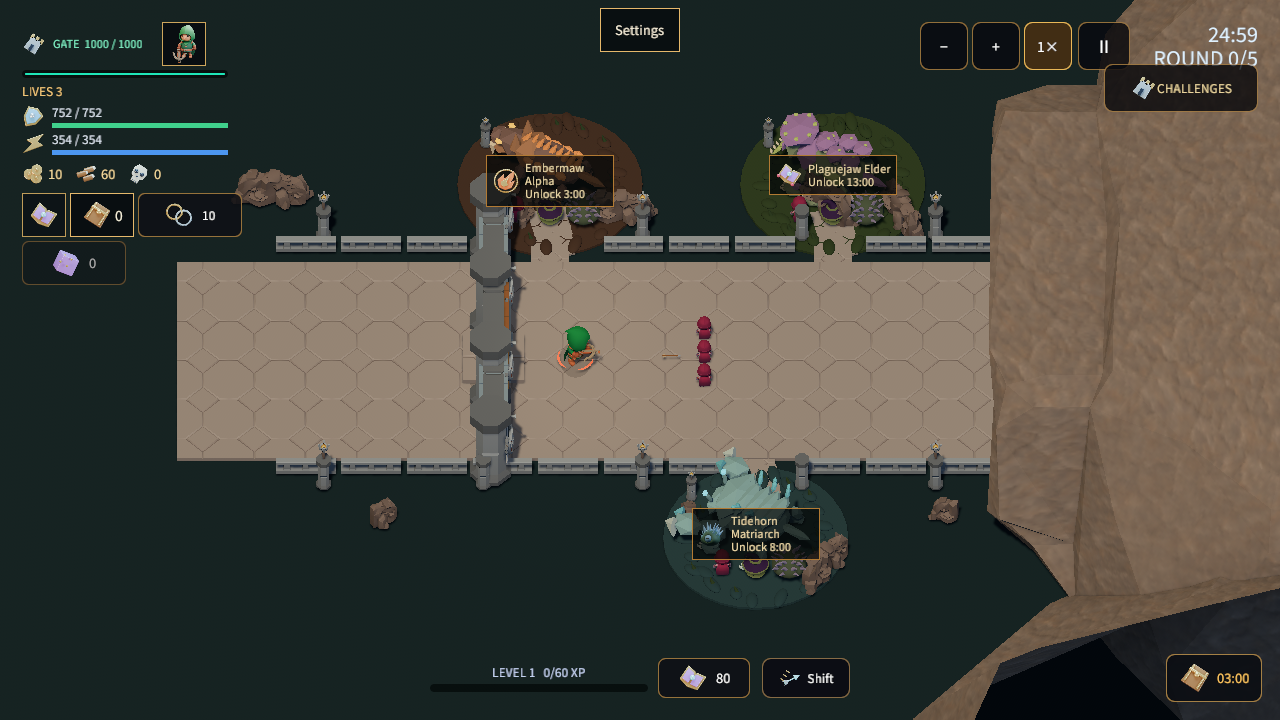 Settings
GATE 1000 / 1000
LIVES 3
752 / 752
354 / 354
10 60 0
0 10
0
− + 1× 24:59
ROUND 0/5
CHALLENGES
Embermaw
Alpha
Unlock 3:00
Plaguejaw Elder
Unlock 13:00
Tidehorn
Matriarch
Unlock 8:00
LEVEL 1 0/60 XP
80
Shift
03:00